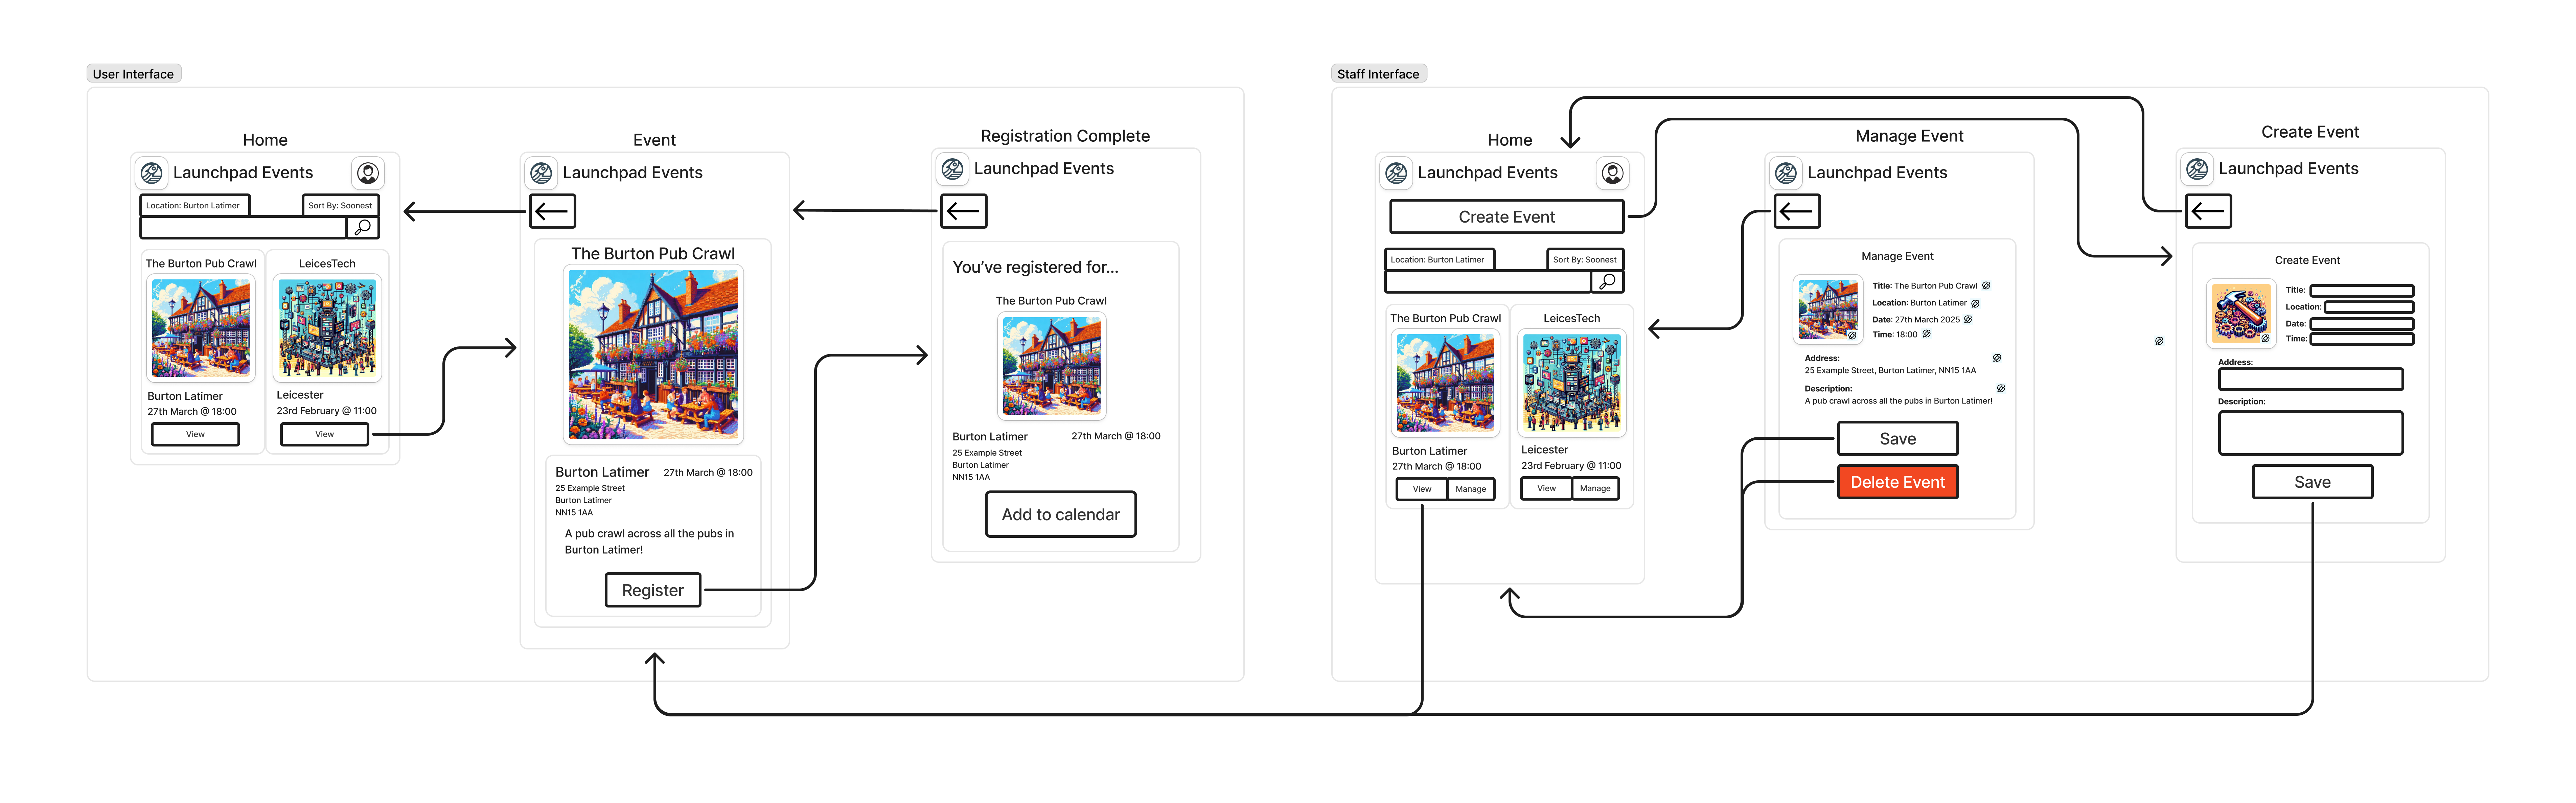 User Interface
Home
Launchpad Events
Location: Burton Latimer
Sort By: Soonest
The Burton Pub Crawl
Burton Latimer
27th March @ 18:00
View
LeicesTech
Leicester
23rd February @ 11:00
View
Event
Launchpad Events
The Burton Pub Crawl
Burton Latimer
27th March @ 18:00
25 Example Street
Burton Latimer
NN15 1AA
A pub crawl across all the pubs in
Burton Latimer!
Register
Registration Complete
Launchpad Events
You've registered for...
The Burton Pub Crawl
Burton Latimer
27th March @ 18:00
25 Example Street
Burton Latimer
NN15 1AA
Add to calendar
Staff Interface
Home
Launchpad Events
Create Event
Location: Burton Latimer
Sort By: Soonest
The Burton Pub Crawl
Burton Latimer
27th March @ 18:00
View
Manage
LeicesTech
Leicester
23rd February @ 11:00
View
Manage
Manage Event
Launchpad Events
Manage Event
Title: The Burton Pub Crawl
Location: Burton Latimer
Date: 27th March 2025
Time: 18:00
Address:
25 Example Street, Burton Latimer, NN15 1AA
Description:
A pub crawl across all the pubs in Burton Latimer!
Save
Delete Event
Create Event
Launchpad Events
Create Event
Title:
Location:
Date:
Time:
Address:
Description:
Save